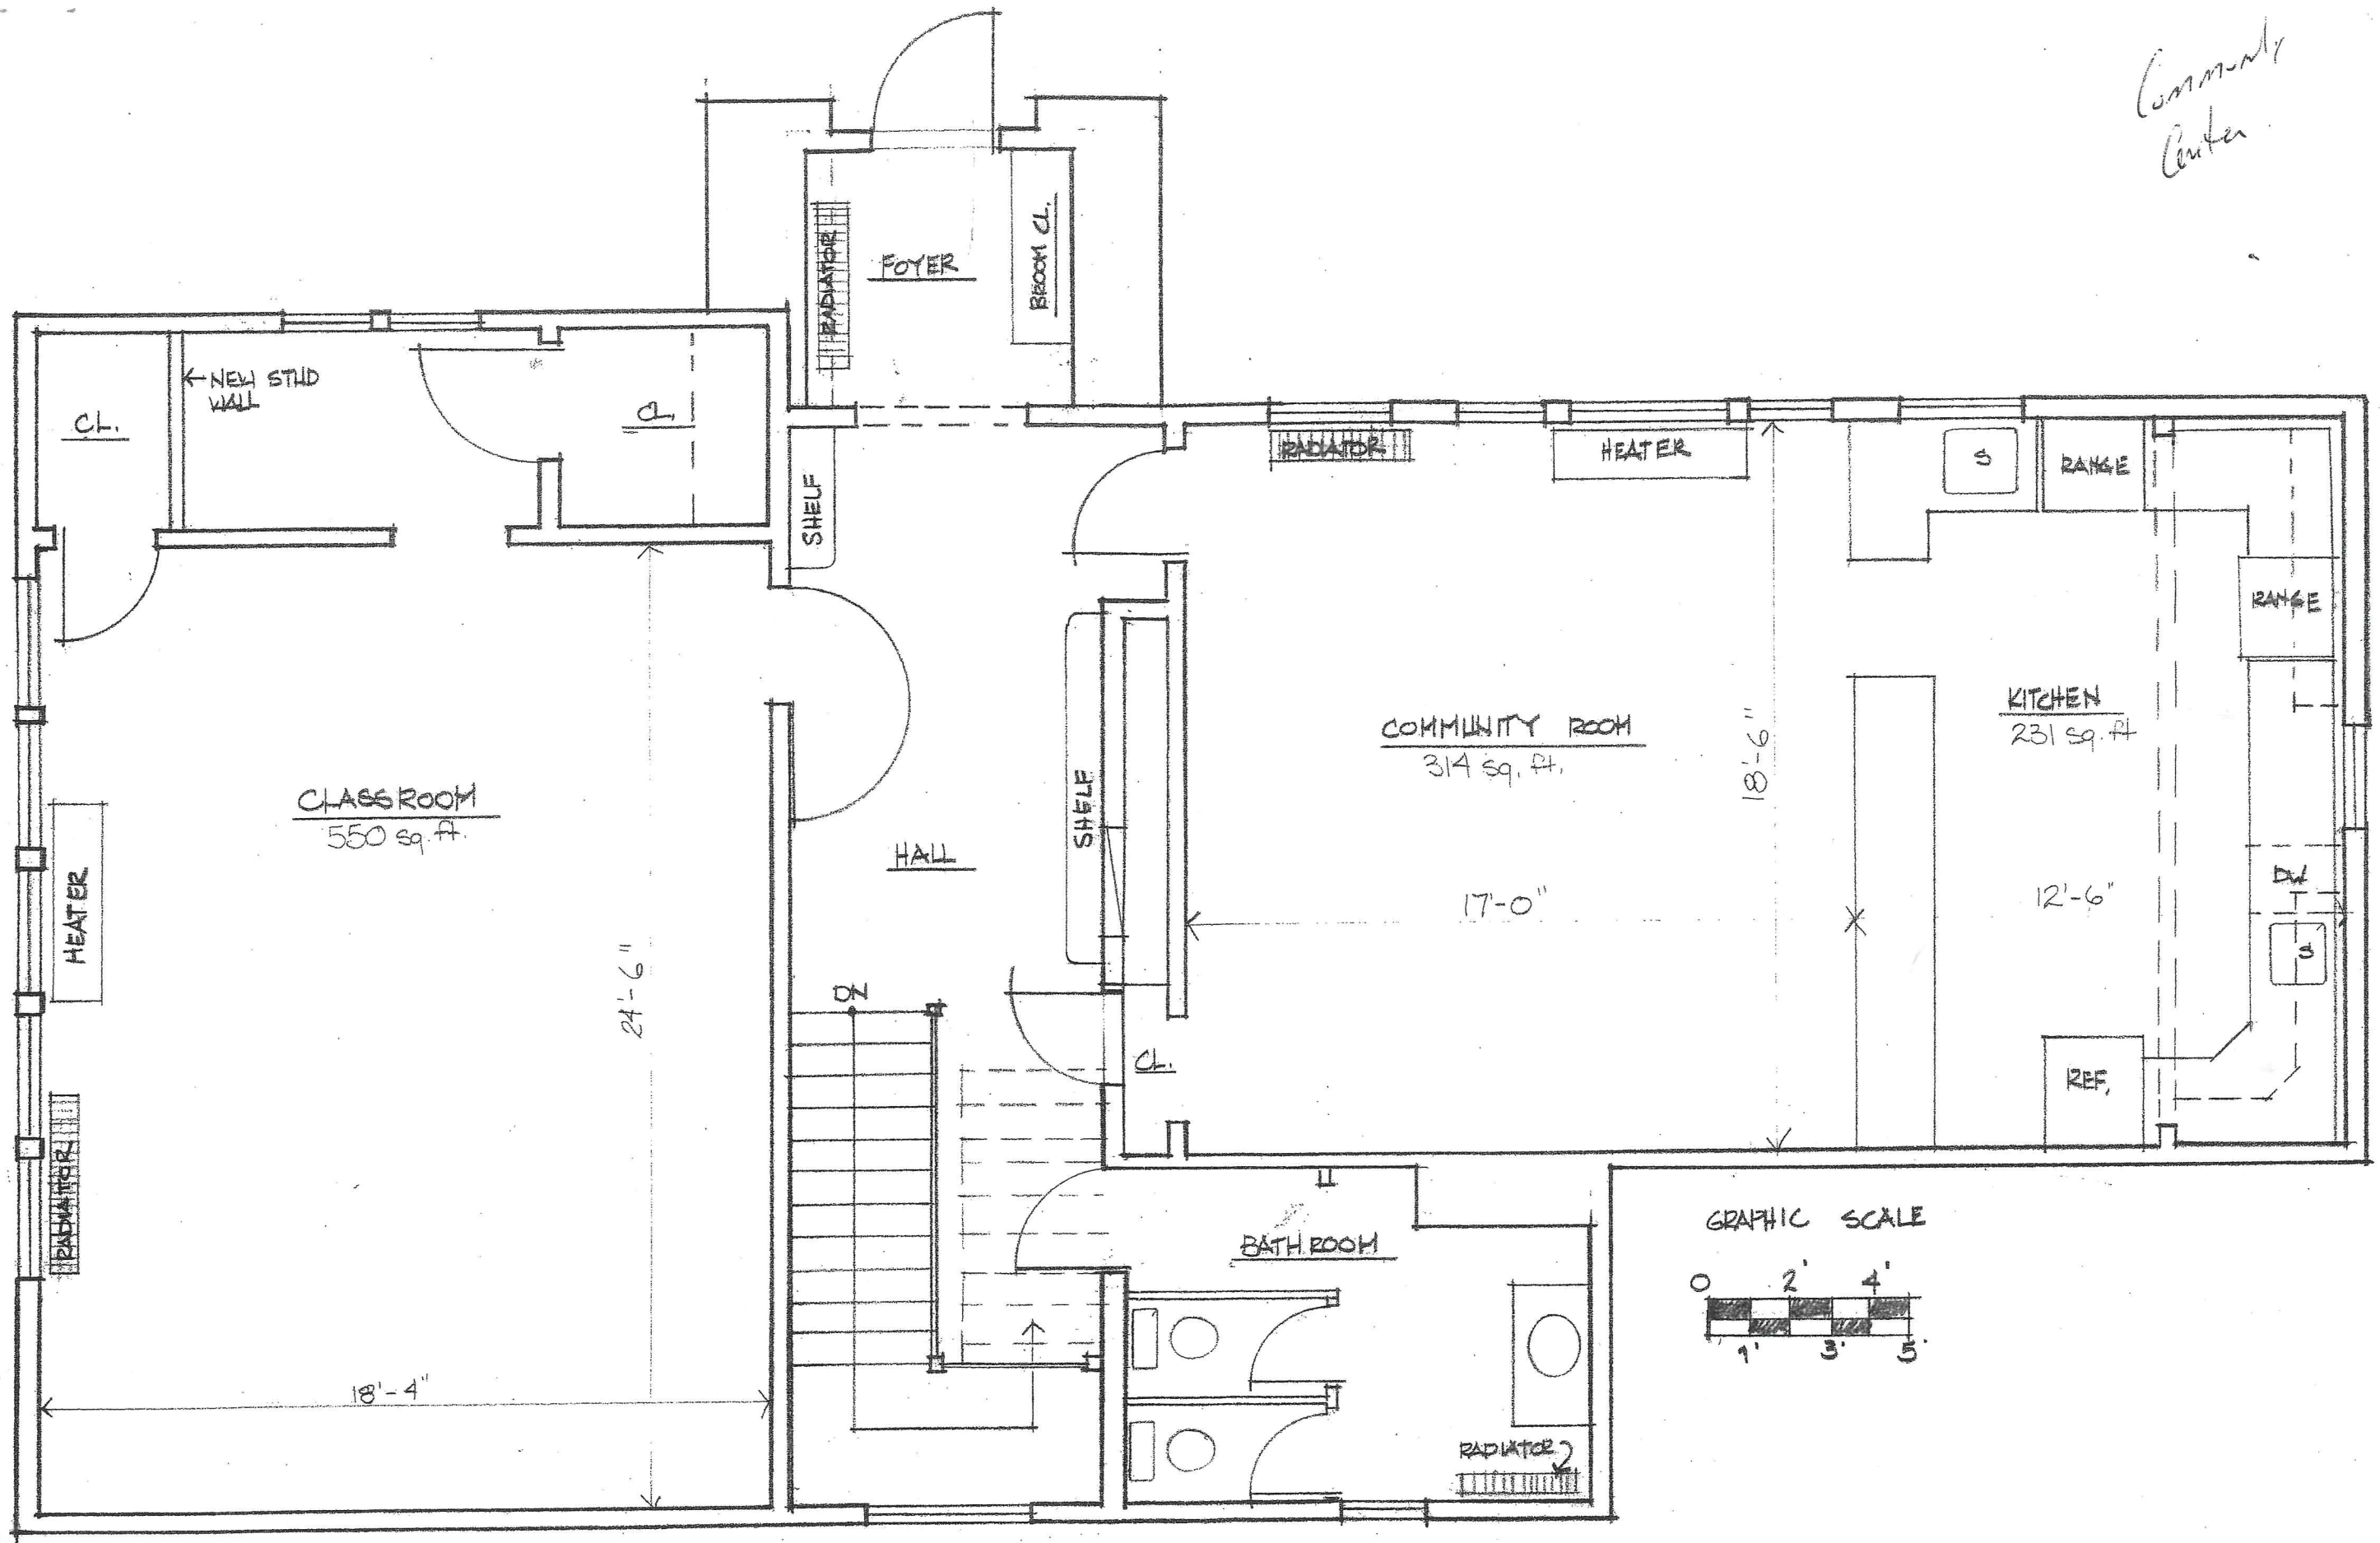 Community
Center
RADIATOR
FOYER
BROOM CL.
NEW STUD
WALL
CL.
CL.
SHELF
RADIATOR
HEATER
S
RANGE
RANGE
CLASSROOM
550 sq. ft.
HEATER
RADIATOR
24'-6"
18'-4"
HALL
SHELF
DN
CL.
COMMUNITY ROOM
314 sq. ft.
18'-6"
17'-0"
KITCHEN
231 sq. ft
12'-6"
DW
S
REF.
BATHROOM
RADIATOR
GRAPHIC SCALE
0 2' 4'
1' 3' 5'